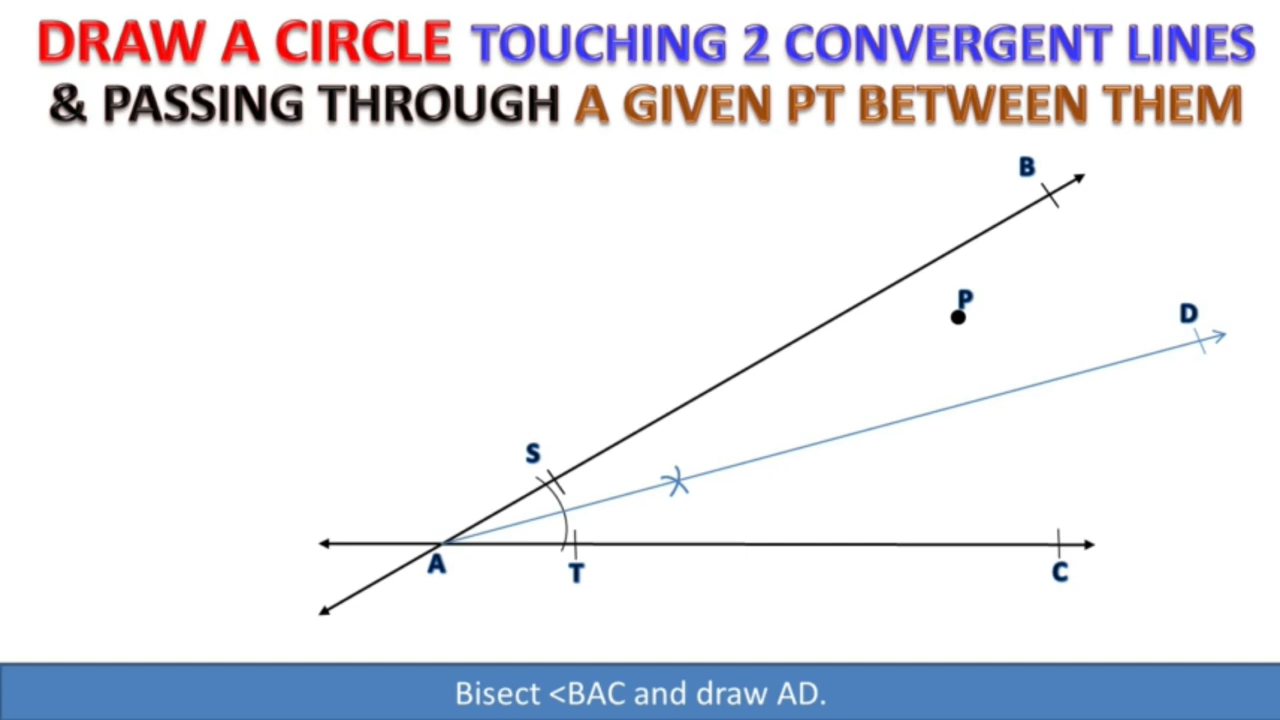 DRAW A CIRCLE TOUCHING 2 CONVERGENT LINES
& PASSING THROUGH A GIVEN PT BETWEEN THEM
B
P
D
S
A
T
C
Bisect <BAC and draw AD.